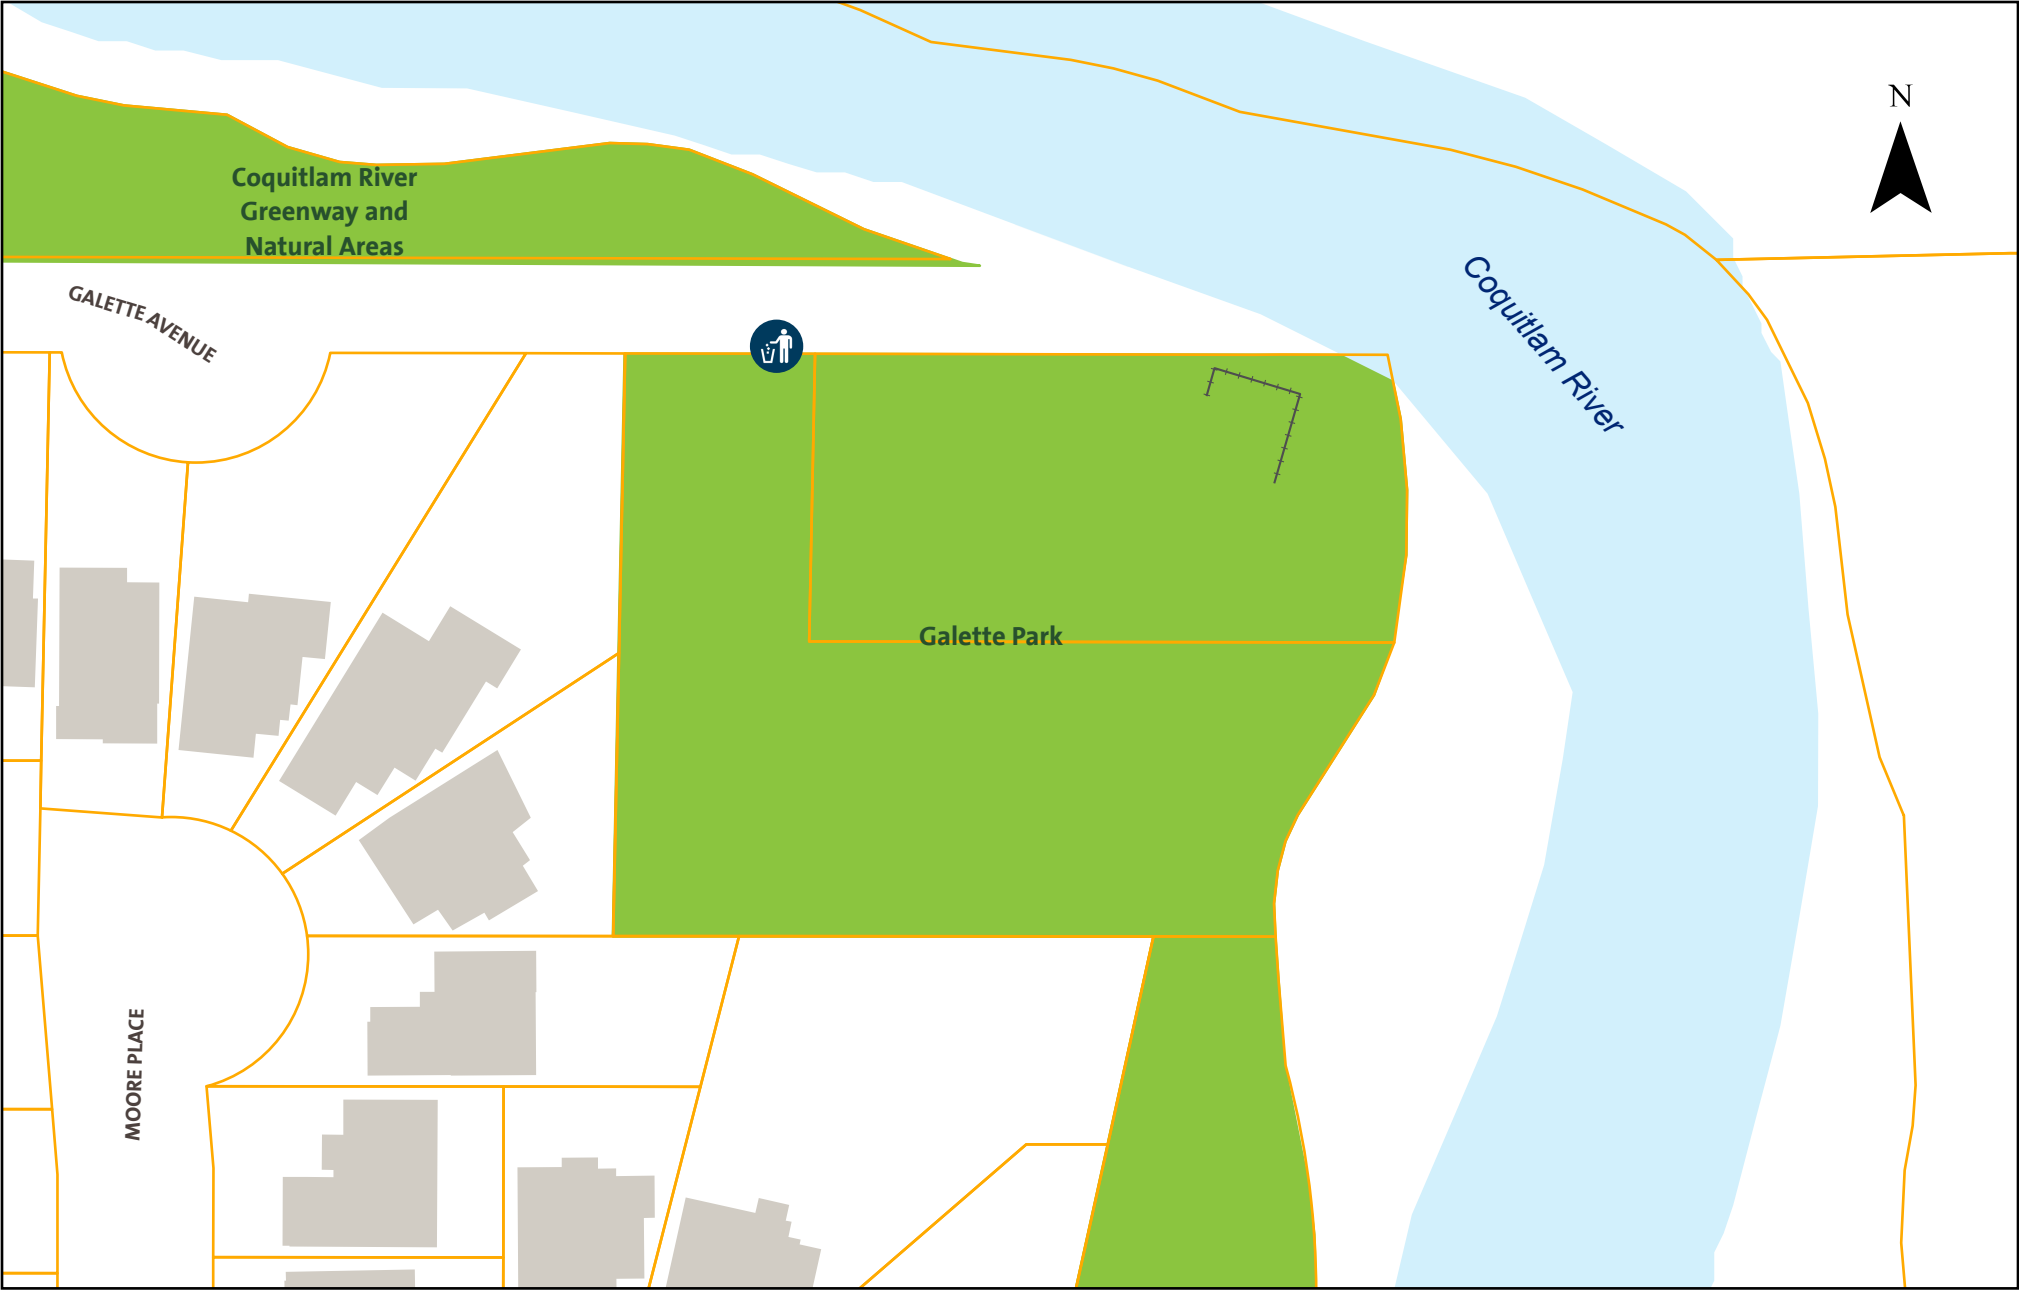 N
Coquitlam River
Greenway and
Natural Areas
GALETTE AVENUE
Coquitlam River
Galette Park
MOORE PLACE